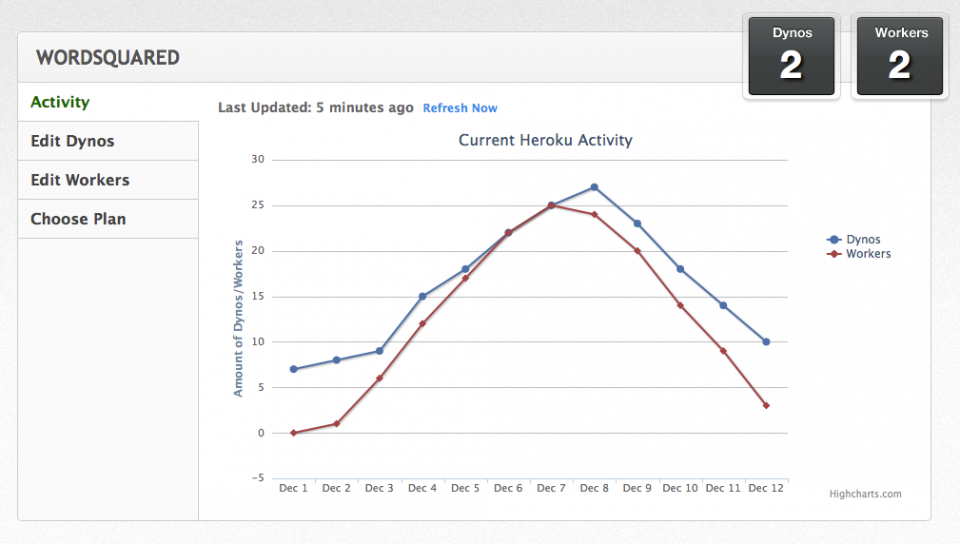 WORDSQUARED
Dynos
2
Workers
2
Activity
Edit Dynos
Edit Workers
Choose Plan
Last Updated: 5 minutes ago Refresh Now
Current Heroku Activity
Amount of Dynos/Workers
30
25
20
15
10
5
0
-5
Dec 1 Dec 2 Dec 3 Dec 4 Dec 5 Dec 6 Dec 7 Dec 8 Dec 9 Dec 10 Dec 11 Dec 12
Dynos
Workers
Highcharts.com